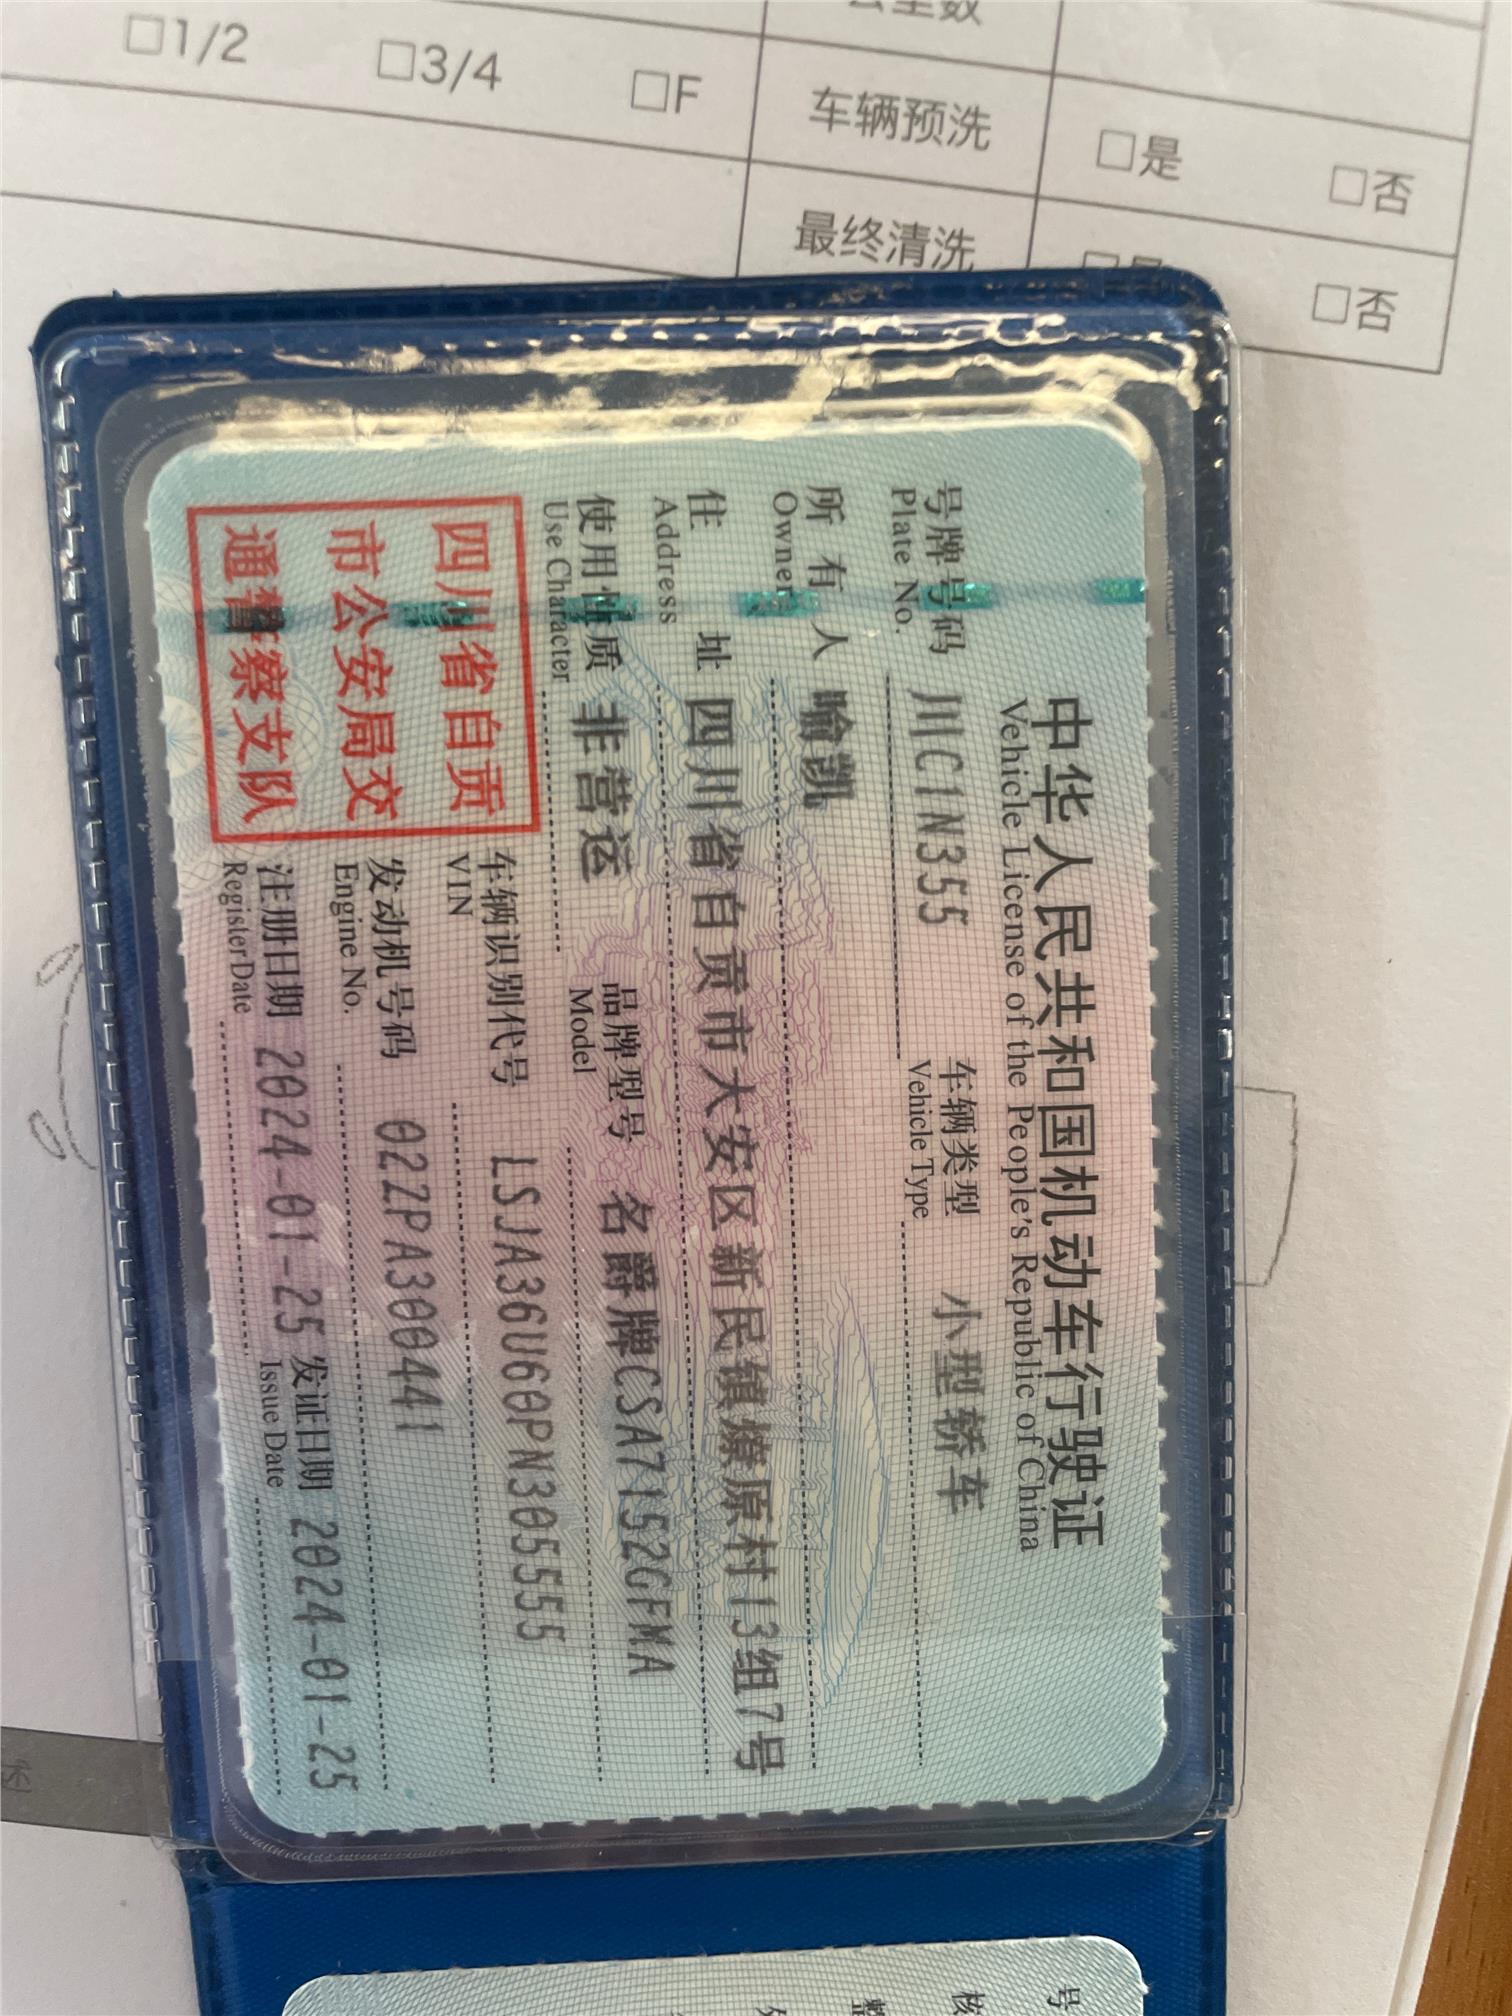 □1/2 □3/4 □F
车辆预洗 □是 □否
最终清洗 □否
中华人民共和国机动车行驶证
Vehicle License of the People's Republic of China
号牌号码 川C1N355 车辆类型 小型轿车
Plate No. Vehicle Type
所有人 喻凯
Owner
住址 四川省自贡市大安区新民镇燎原村13组7号
Address
使用性质 非营运 品牌型号 名爵牌CSA7152GFMA
Use Character Model
四川省自贡
市公安局交
通警察支队
车辆识别代号 LSJA36U60PN305555
VIN
发动机号码 022PA300441
Engine No.
注册日期 2024-01-25 发证日期 2024-01-25
Register Date Issue Date
号
核
整